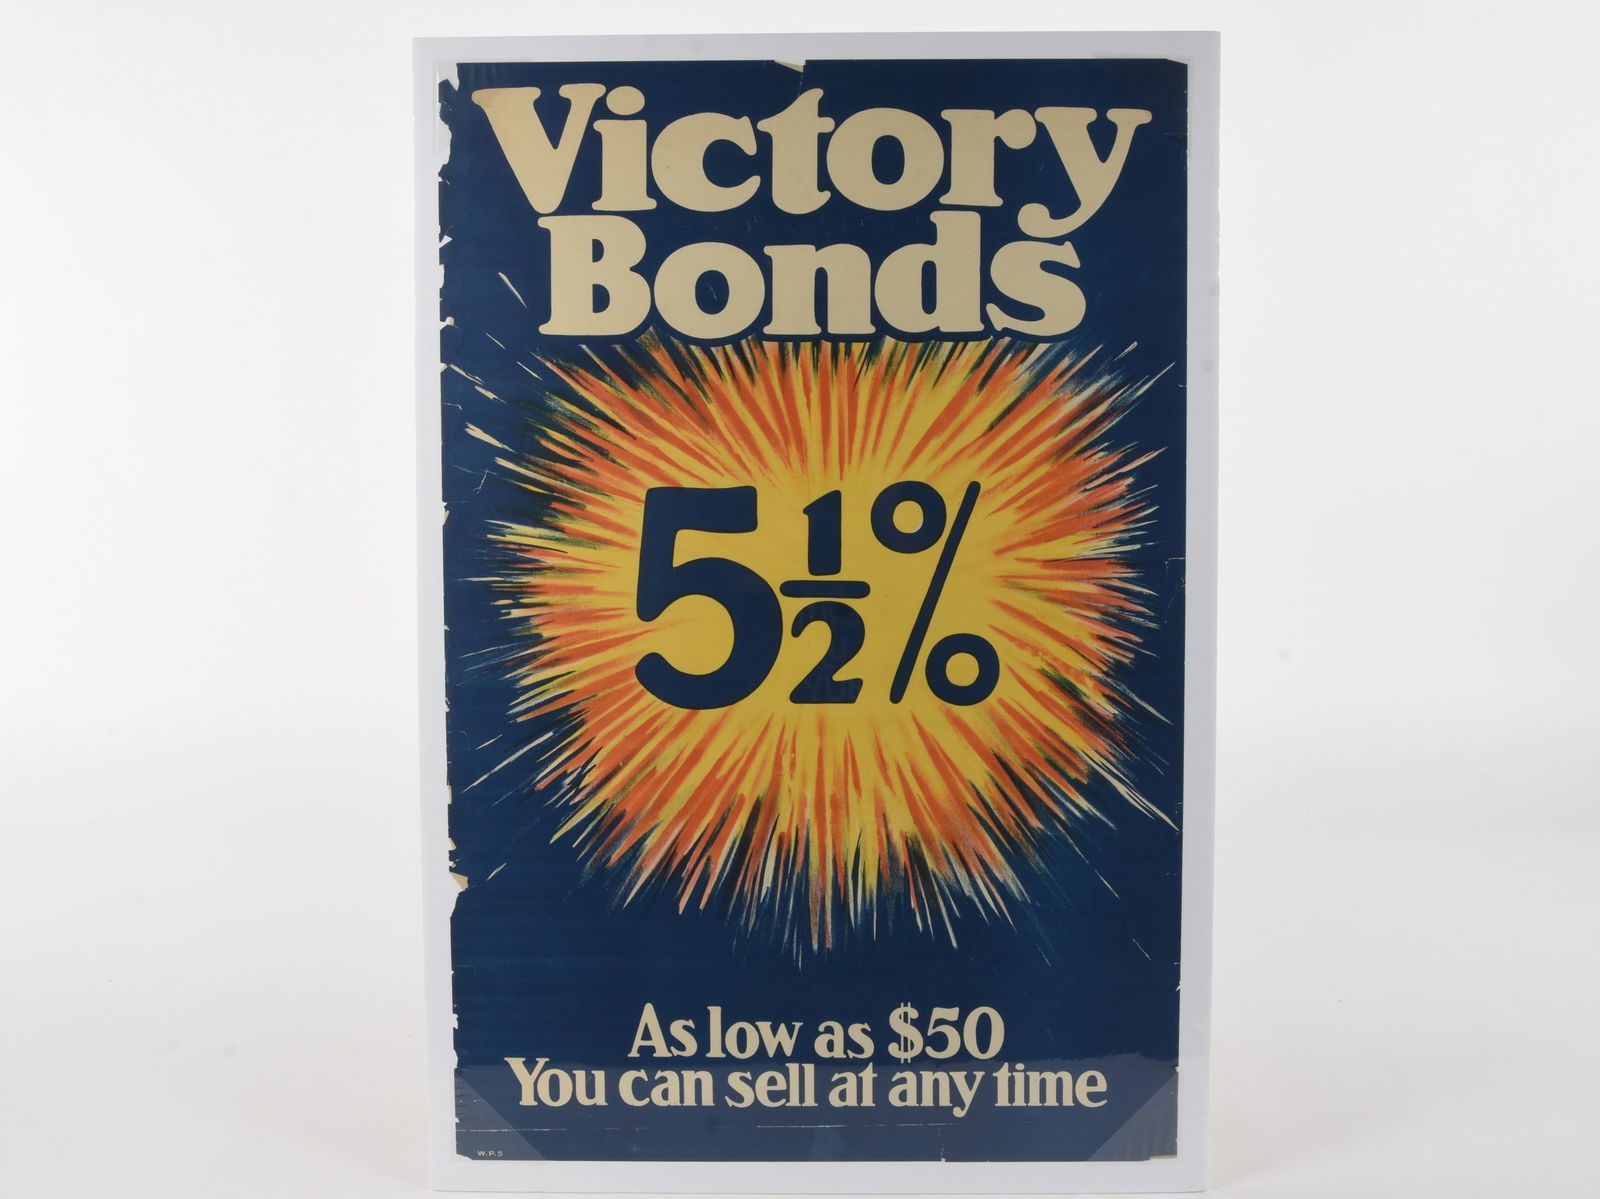 Victory
Bonds
5½%
As low as $50
You can sell at any time
W.P.5